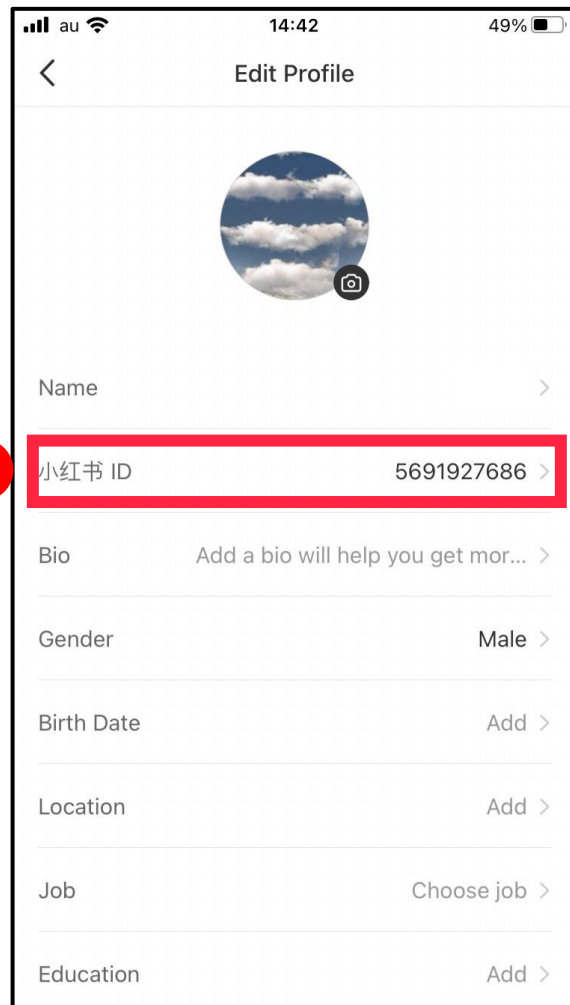 au 14:42 49%
Edit Profile
Name
小红书 ID 5691927686
Bio Add a bio will help you get mor...
Gender Male
Birth Date Add
Location Add
Job Choose job
Education Add